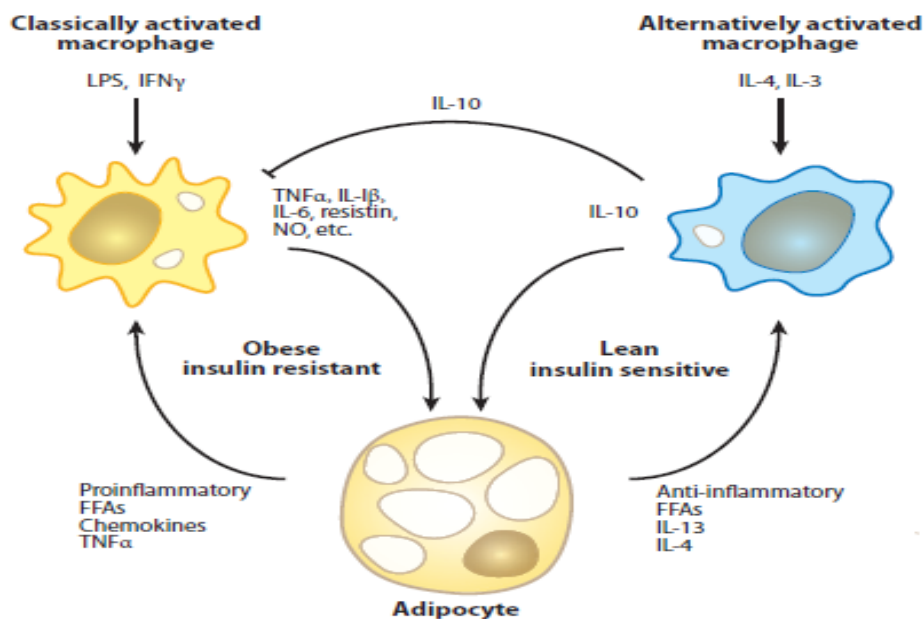 Classically activated
macrophage
LPS, IFNγ
Alternatively activated
macrophage
IL-4, IL-3
IL-10
TNFα, IL-Iβ,
IL-6, resistin,
NO, etc.
IL-10
Obese
insulin resistant
Lean
insulin sensitive
Proinflammatory
FFAs
Chemokines
TNFα
Anti-inflammatory
FFAs
IL-13
IL-4
Adipocyte